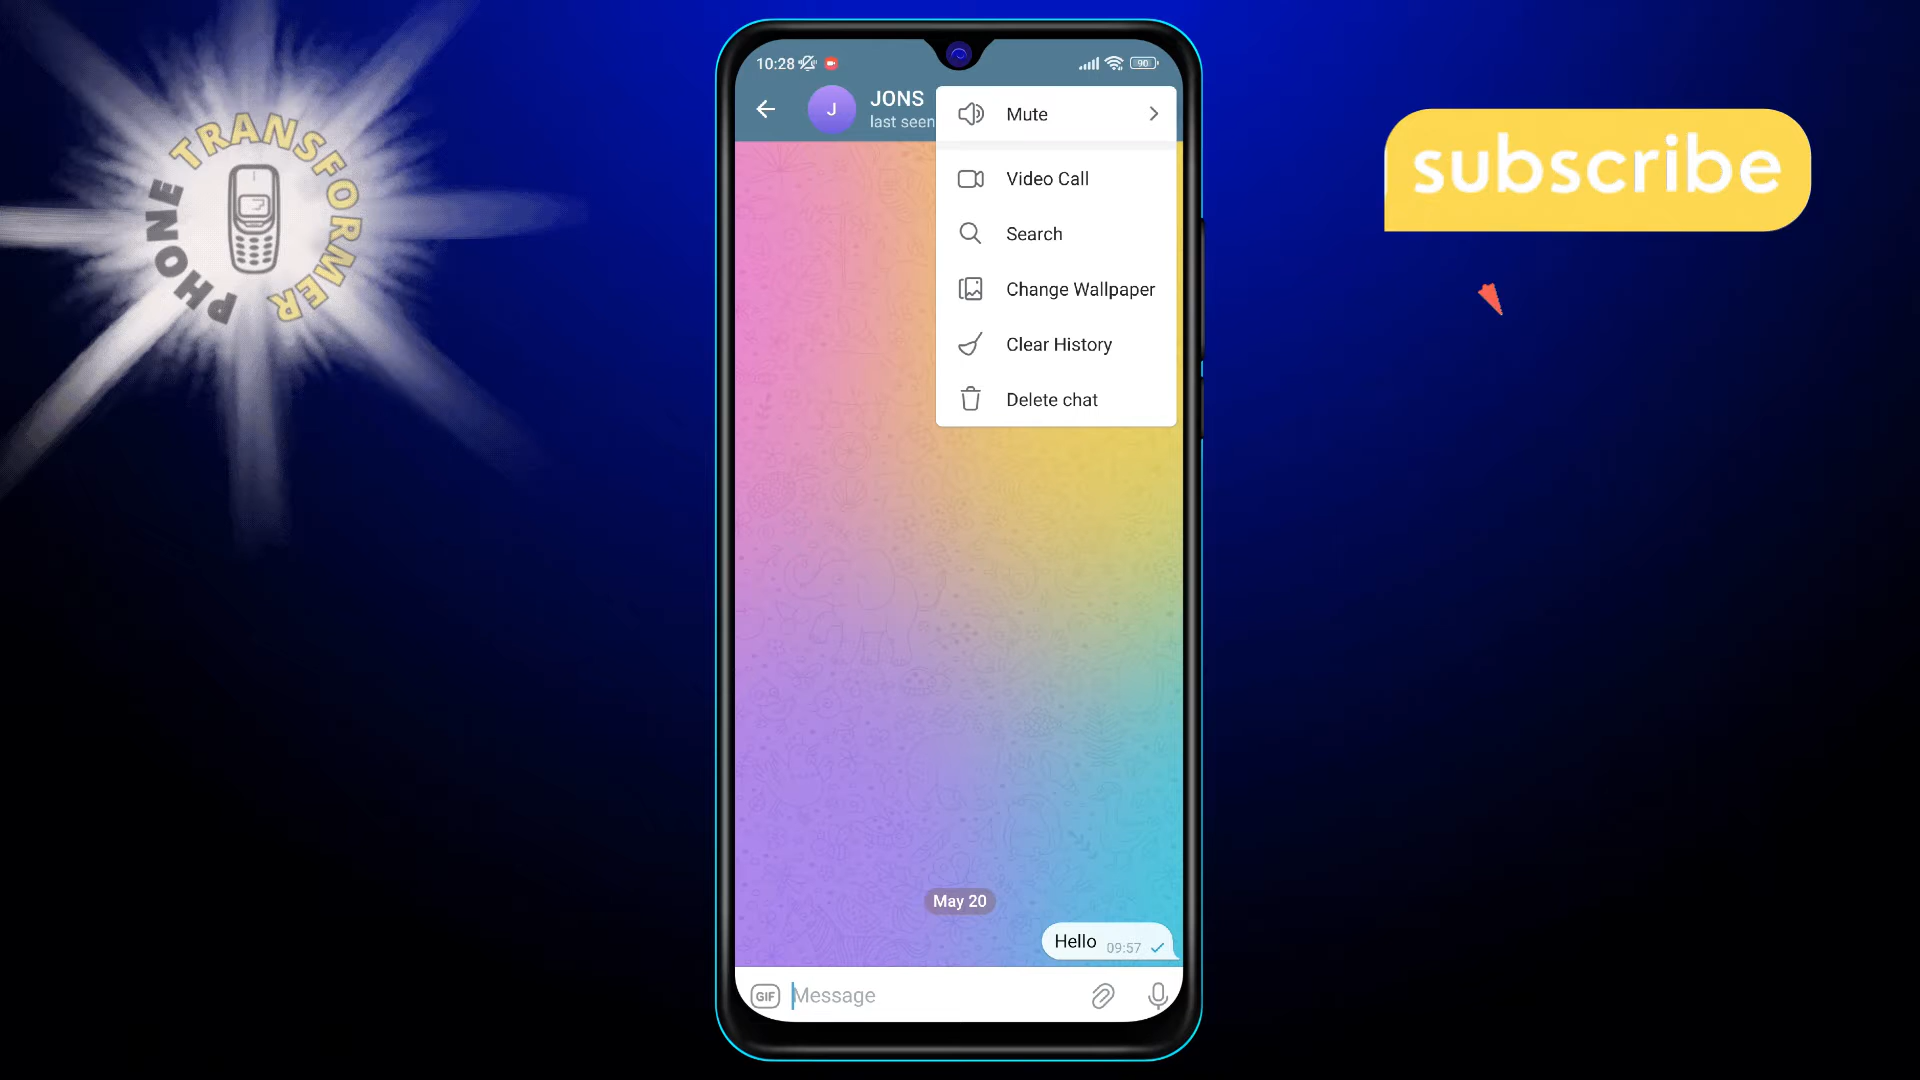 PHONE TRANSFORMER
subscribe
10:28
90
J
JONS
last seen
Mute
Video Call
Search
Change Wallpaper
Clear History
Delete chat
May 20
Hello 09:57
GIF
Message